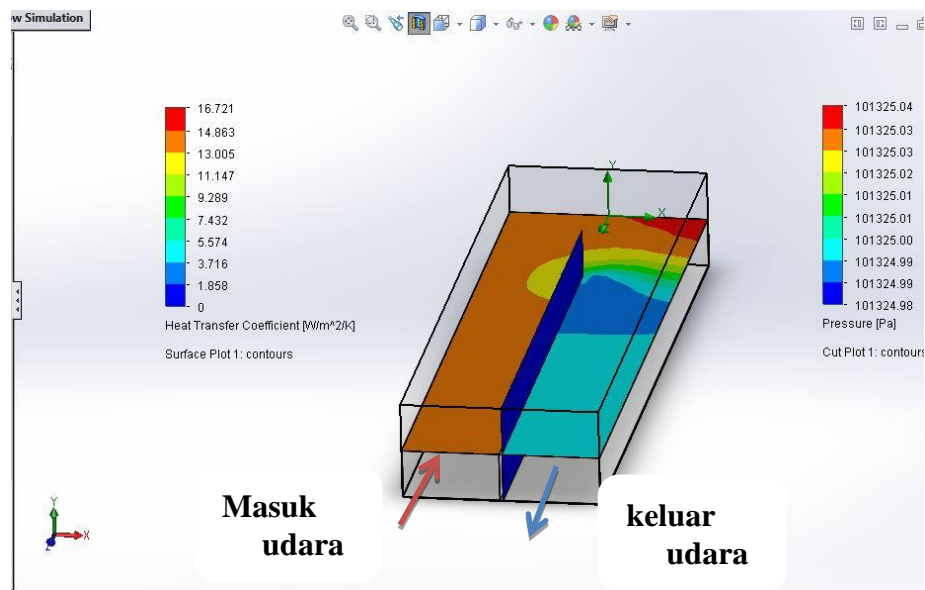 w Simulation
16.721
14.863
13.005
11.147
9.289
7.432
5.574
3.716
1.858
0
Heat Transfer Coefficient [W/m^2/K]
Surface Plot 1: contours
101325.04
101325.03
101325.03
101325.02
101325.01
101325.01
101325.00
101324.99
101324.99
101324.98
Pressure [Pa]
Cut Plot 1: contours
Y
X
Z
Masuk
udara
keluar
udara
Y
X
Z